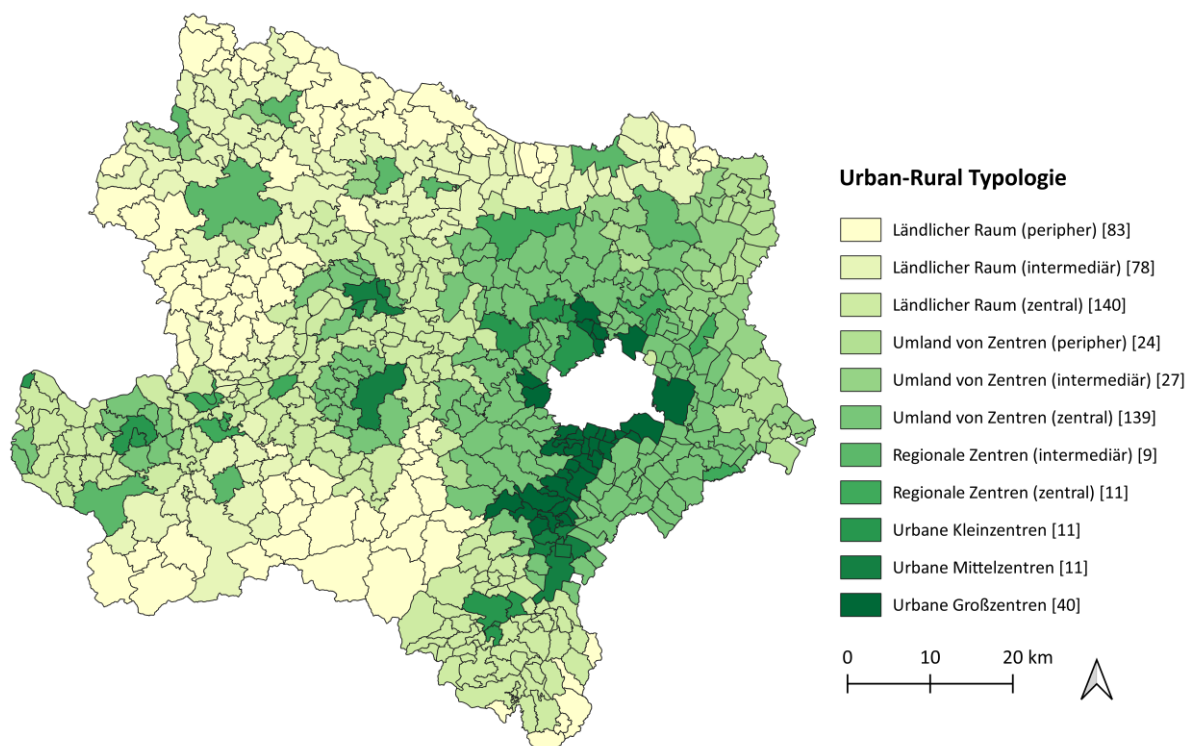 Urban-Rural Typologie
Ländlicher Raum (peripher) [83]
Ländlicher Raum (intermediär) [78]
Ländlicher Raum (zentral) [140]
Umland von Zentren (peripher) [24]
Umland von Zentren (intermediär) [27]
Umland von Zentren (zentral) [139]
Regionale Zentren (intermediär) [9]
Regionale Zentren (zentral) [11]
Urbane Kleinzentren [11]
Urbane Mittelzentren [11]
Urbane Großzentren [40]
0 10 20 km